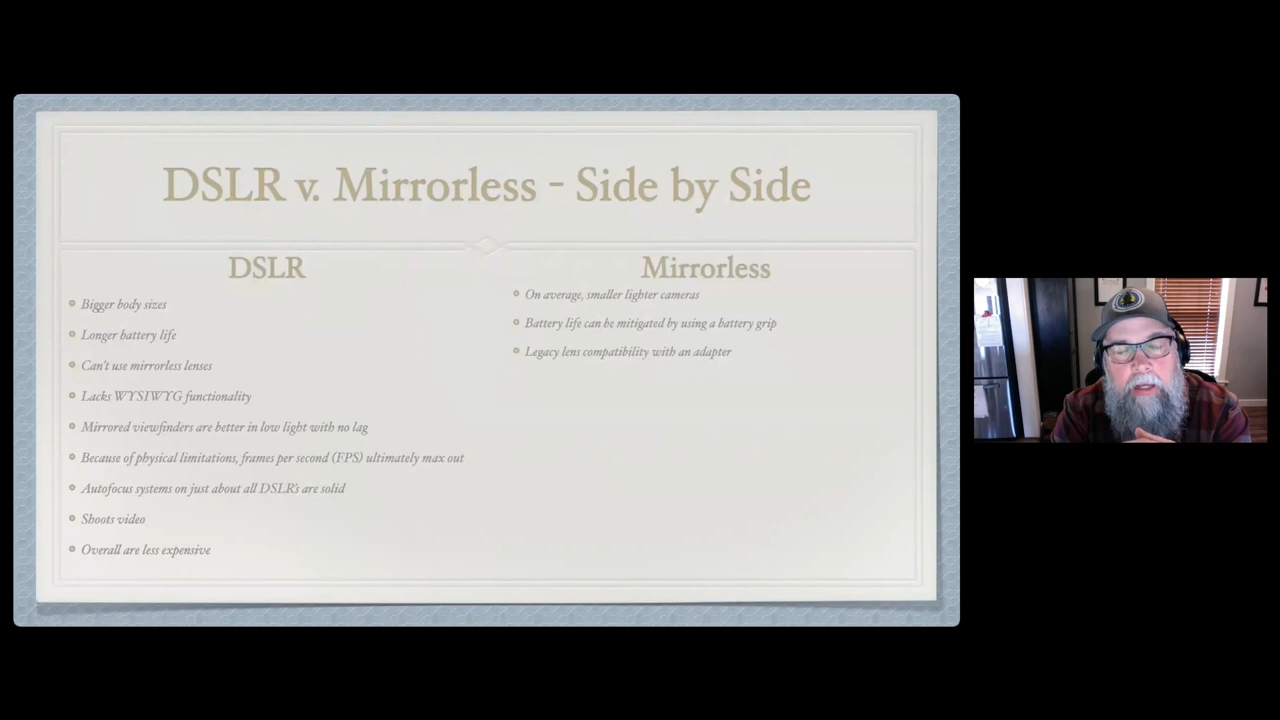 DSLR v. Mirrorless - Side by Side
DSLR
Bigger body sizes
Longer battery life
Can't use mirrorless lenses
Lacks WYSIWYG functionality
Mirrored viewfinders are better in low light with no lag
Because of physical limitations, frames per second (FPS) ultimately max out
Autofocus systems on just about all DSLR's are solid
Shoots video
Overall are less expensive
Mirrorless
On average, smaller lighter cameras
Battery life can be mitigated by using a battery grip
Legacy lens compatibility with an adapter